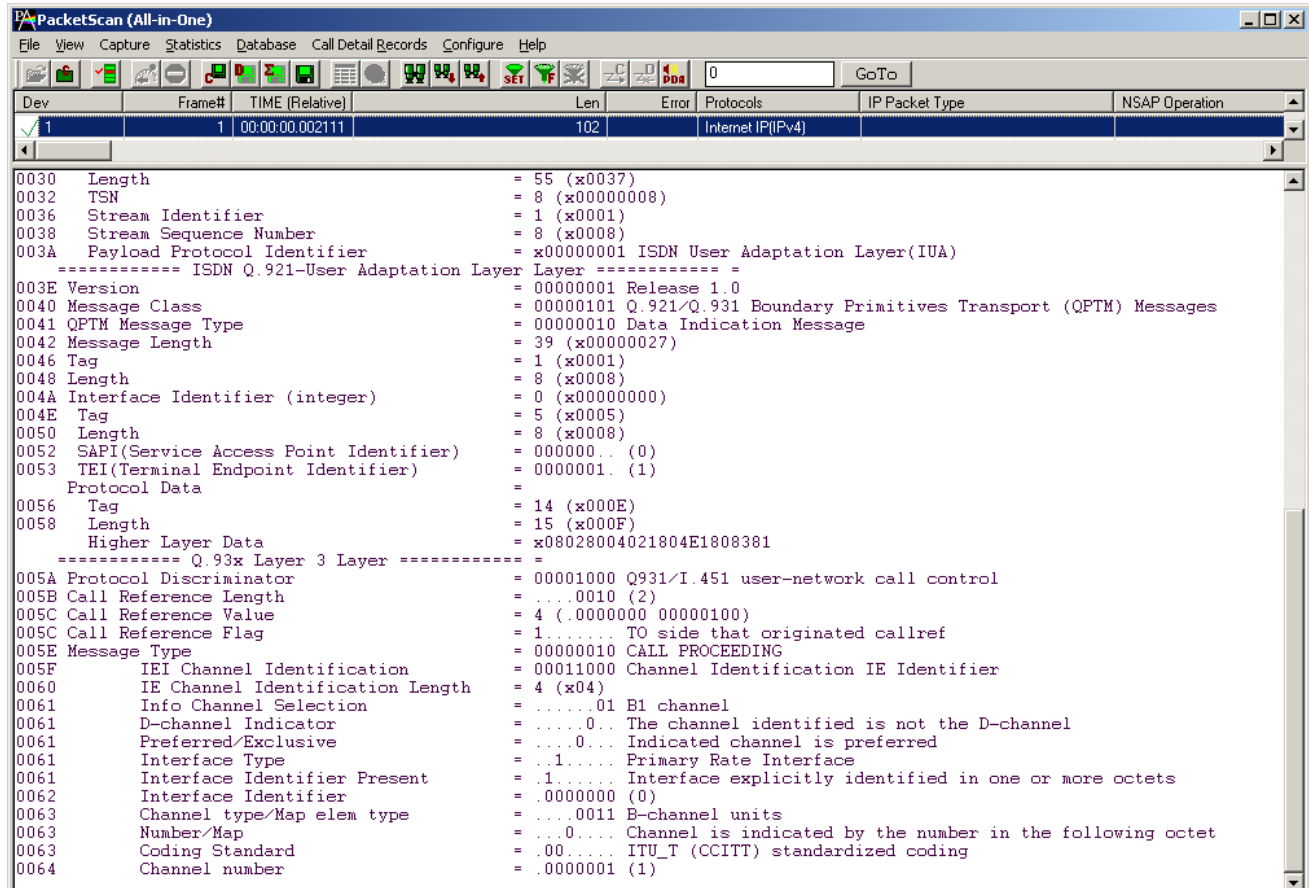 PacketScan (All-in-One)
File View Capture Statistics Database Call Detail Records Configure Help
SET F PDA 0 GoTo
Dev Frame# TIME (Relative) Len Error Protocols IP Packet Type NSAP Operation
1 1 00:00:00.002111 102 Internet IP(IPv4)
0030 Length = 55 (x0037)
0032 TSN = 8 (x00000008)
0036 Stream Identifier = 1 (x0001)
0038 Stream Sequence Number = 8 (x0008)
003A Payload Protocol Identifier = x00000001 ISDN User Adaptation Layer(IUA)
============ ISDN Q.921-User Adaptation Layer Layer ============ =
003E Version = 00000001 Release 1.0
0040 Message Class = 00000101 Q.921/Q.931 Boundary Primitives Transport (QPTM) Messages
0041 QPTM Message Type = 00000010 Data Indication Message
0042 Message Length = 39 (x00000027)
0046 Tag = 1 (x0001)
0048 Length = 8 (x0008)
004A Interface Identifier (integer) = 0 (x00000000)
004E Tag = 5 (x0005)
0050 Length = 8 (x0008)
0052 SAPI(Service Access Point Identifier) = 000000.. (0)
0053 TEI(Terminal Endpoint Identifier) = 0000001. (1)
Protocol Data =
0056 Tag = 14 (x000E)
0058 Length = 15 (x000F)
Higher Layer Data = x08028004021804E1808381
============ Q.93x Layer 3 Layer ============ =
005A Protocol Discriminator = 00001000 Q931/I.451 user-network call control
005B Call Reference Length = ....0010 (2)
005C Call Reference Value = 4 (.0000000 00000100)
005C Call Reference Flag = 1....... TO side that originated callref
005E Message Type = 00000010 CALL PROCEEDING
005F IEI Channel Identification = 00011000 Channel Identification IE Identifier
0060 IE Channel Identification Length = 4 (x04)
0061 Info Channel Selection = ......01 B1 channel
0061 D-channel Indicator = .....0.. The channel identified is not the D-channel
0061 Preferred/Exclusive = ....0... Indicated channel is preferred
0061 Interface Type = ..1..... Primary Rate Interface
0061 Interface Identifier Present = .1...... Interface explicitly identified in one or more octets
0062 Interface Identifier = .0000000 (0)
0063 Channel type/Map elem type = ....0011 B-channel units
0063 Number/Map = ...0.... Channel is indicated by the number in the following octet
0063 Coding Standard = .00..... ITU_T (CCITT) standardized coding
0064 Channel number = .0000001 (1)